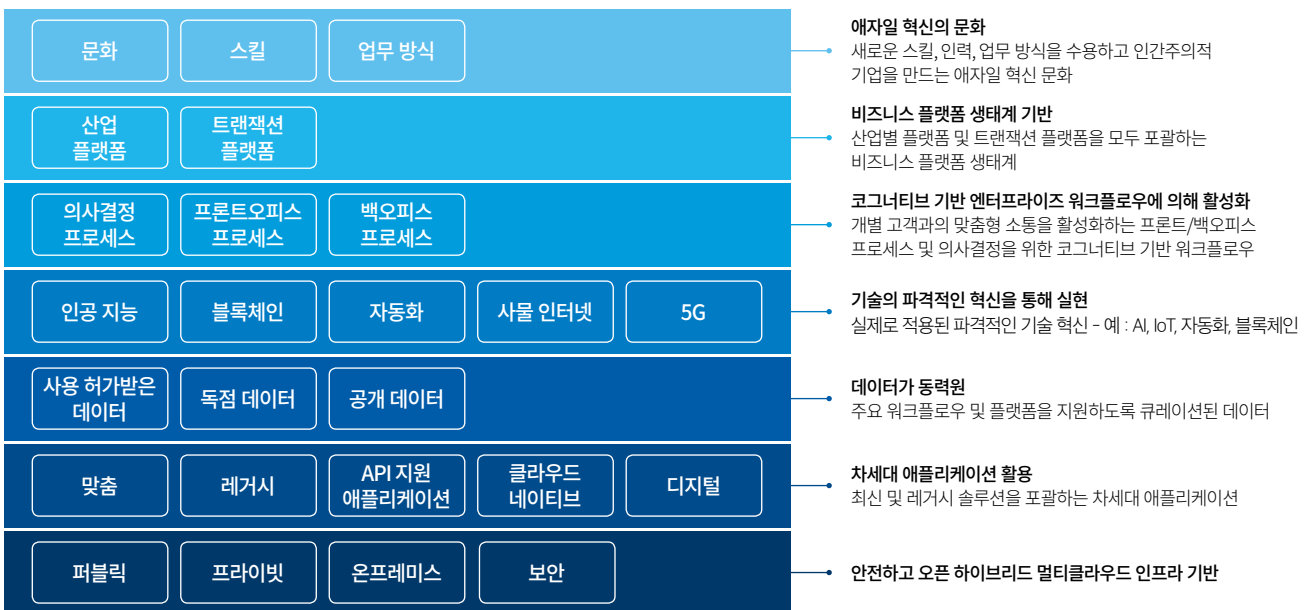 문화
스킬
업무 방식
애자일 혁신의 문화
새로운 스킬, 인력, 업무 방식을 수용하고 인간주의적
기업을 만드는 애자일 혁신 문화
산업
플랫폼
트랜잭션
플랫폼
비즈니스 플랫폼 생태계 기반
산업별 플랫폼 및 트랜잭션 플랫폼을 모두 포괄하는
비즈니스 플랫폼 생태계
의사결정
프로세스
프론트오피스
프로세스
백오피스
프로세스
코그너티브 기반 엔터프라이즈 워크플로우에 의해 활성화
개별 고객과의 맞춤형 소통을 활성화하는 프론트/백오피스
프로세스 및 의사결정을 위한 코그너티브 기반 워크플로우
인공 지능
블록체인
자동화
사물 인터넷
5G
기술의 파격적인 혁신을 통해 실현
실제로 적용된 파격적인 기술 혁신 – 예 : AI, IoT, 자동화, 블록체인
사용 허가받은
데이터
독점 데이터
공개 데이터
데이터가 동력원
주요 워크플로우 및 플랫폼을 지원하도록 큐레이션된 데이터
맞춤
레거시
API 지원
애플리케이션
클라우드
네이티브
디지털
차세대 애플리케이션 활용
최신 및 레거시 솔루션을 포괄하는 차세대 애플리케이션
퍼블릭
프라이빗
온프레미스
보안
안전하고 오픈 하이브리드 멀티클라우드 인프라 기반